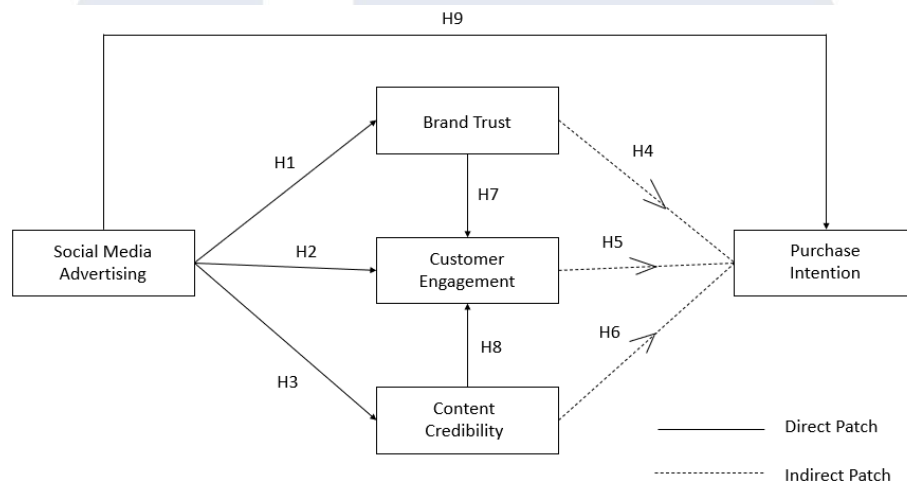 H9
Brand Trust
H1
H4
H7
Social Media
Advertising
H2
Customer
Engagement
H5
Purchase
Intention
H3
H8
H6
Content
Credibility
Direct Patch
Indirect Patch